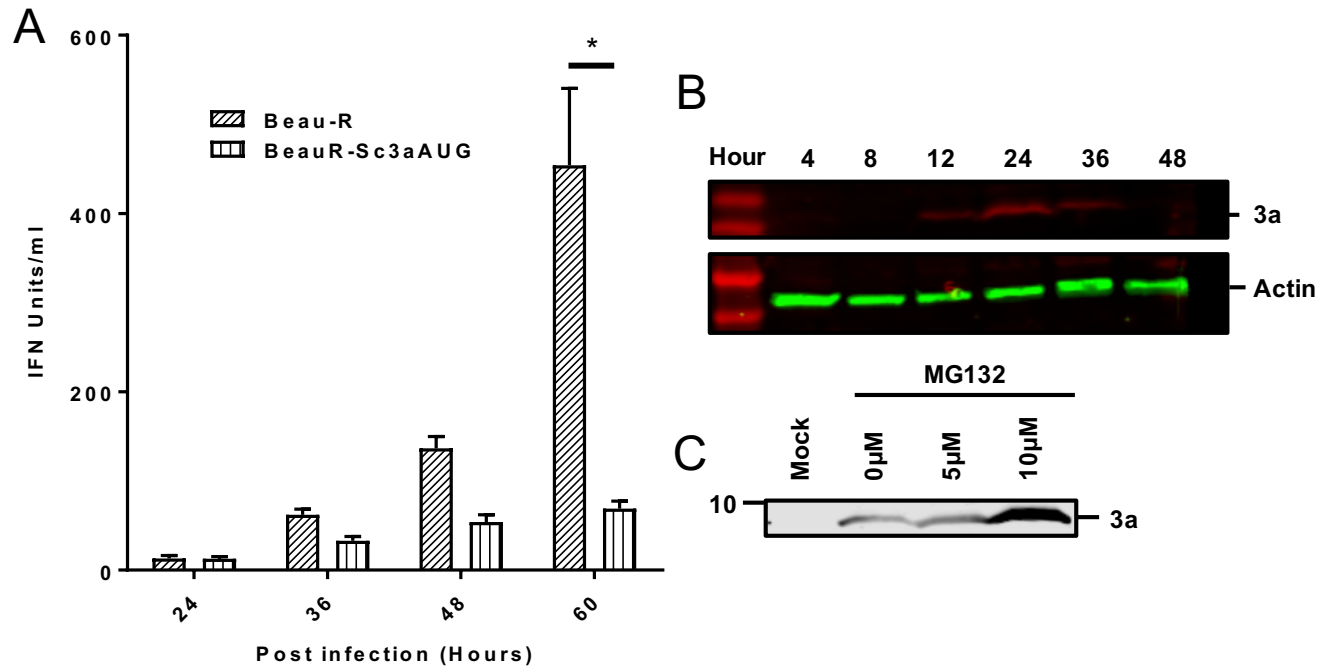 A
600
400
200
0
IFN Units/ml
*
Beau-R
BeauR-Sc3aAUG
24
36
48
60
Post infection (Hours)
B
Hour 4 8 12 24 36 48
3a
Actin
MG132
C
Mock
0µM
5µM
10µM
10
3a